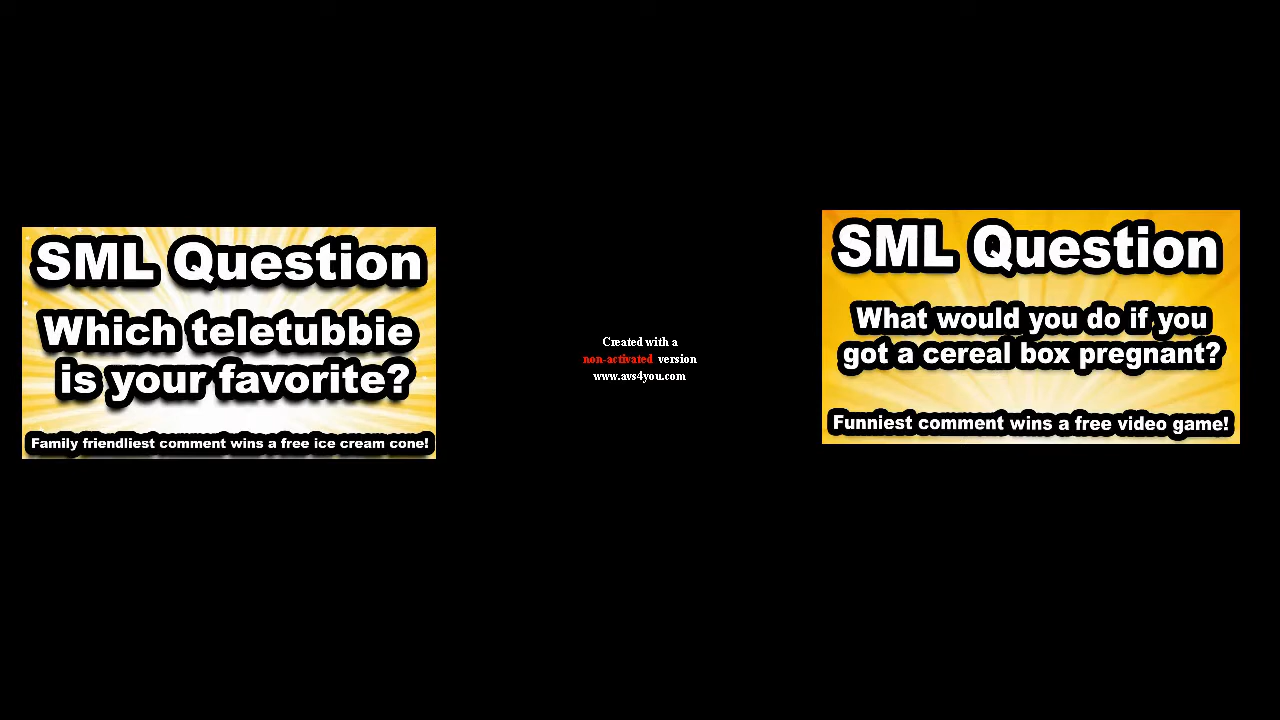 SML Question
Which teletubbie
is your favorite?
Family friendliest comment wins a free ice cream cone!
Created with a
non-activated version
www.avs4you.com
SML Question
What would you do if you
got a cereal box pregnant?
Funniest comment wins a free video game!